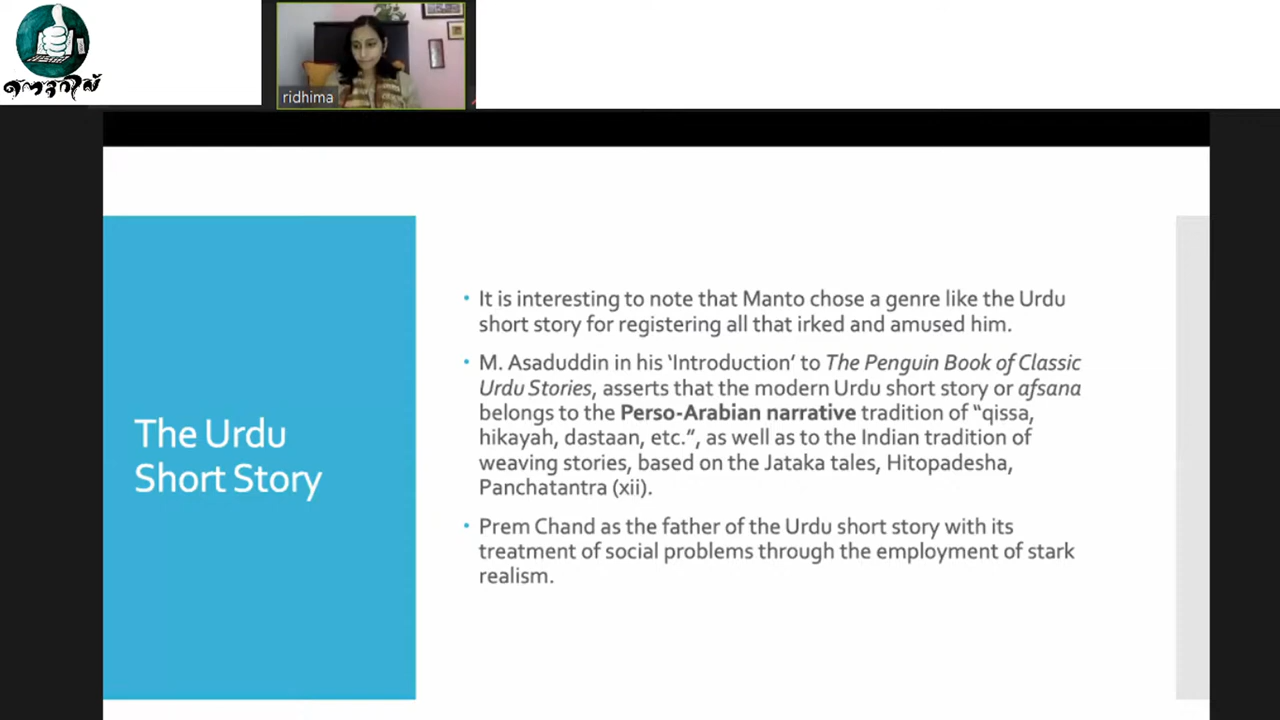 ridhima
The Urdu
Short Story
• It is interesting to note that Manto chose a genre like the Urdu
short story for registering all that irked and amused him.
• M. Asaduddin in his ‘Introduction’ to The Penguin Book of Classic
Urdu Stories, asserts that the modern Urdu short story or afsana
belongs to the Perso-Arabian narrative tradition of “qissa,
hikayah, dastaan, etc.”, as well as to the Indian tradition of
weaving stories, based on the Jataka tales, Hitopadesha,
Panchatantra (xii).
• Prem Chand as the father of the Urdu short story with its
treatment of social problems through the employment of stark
realism.